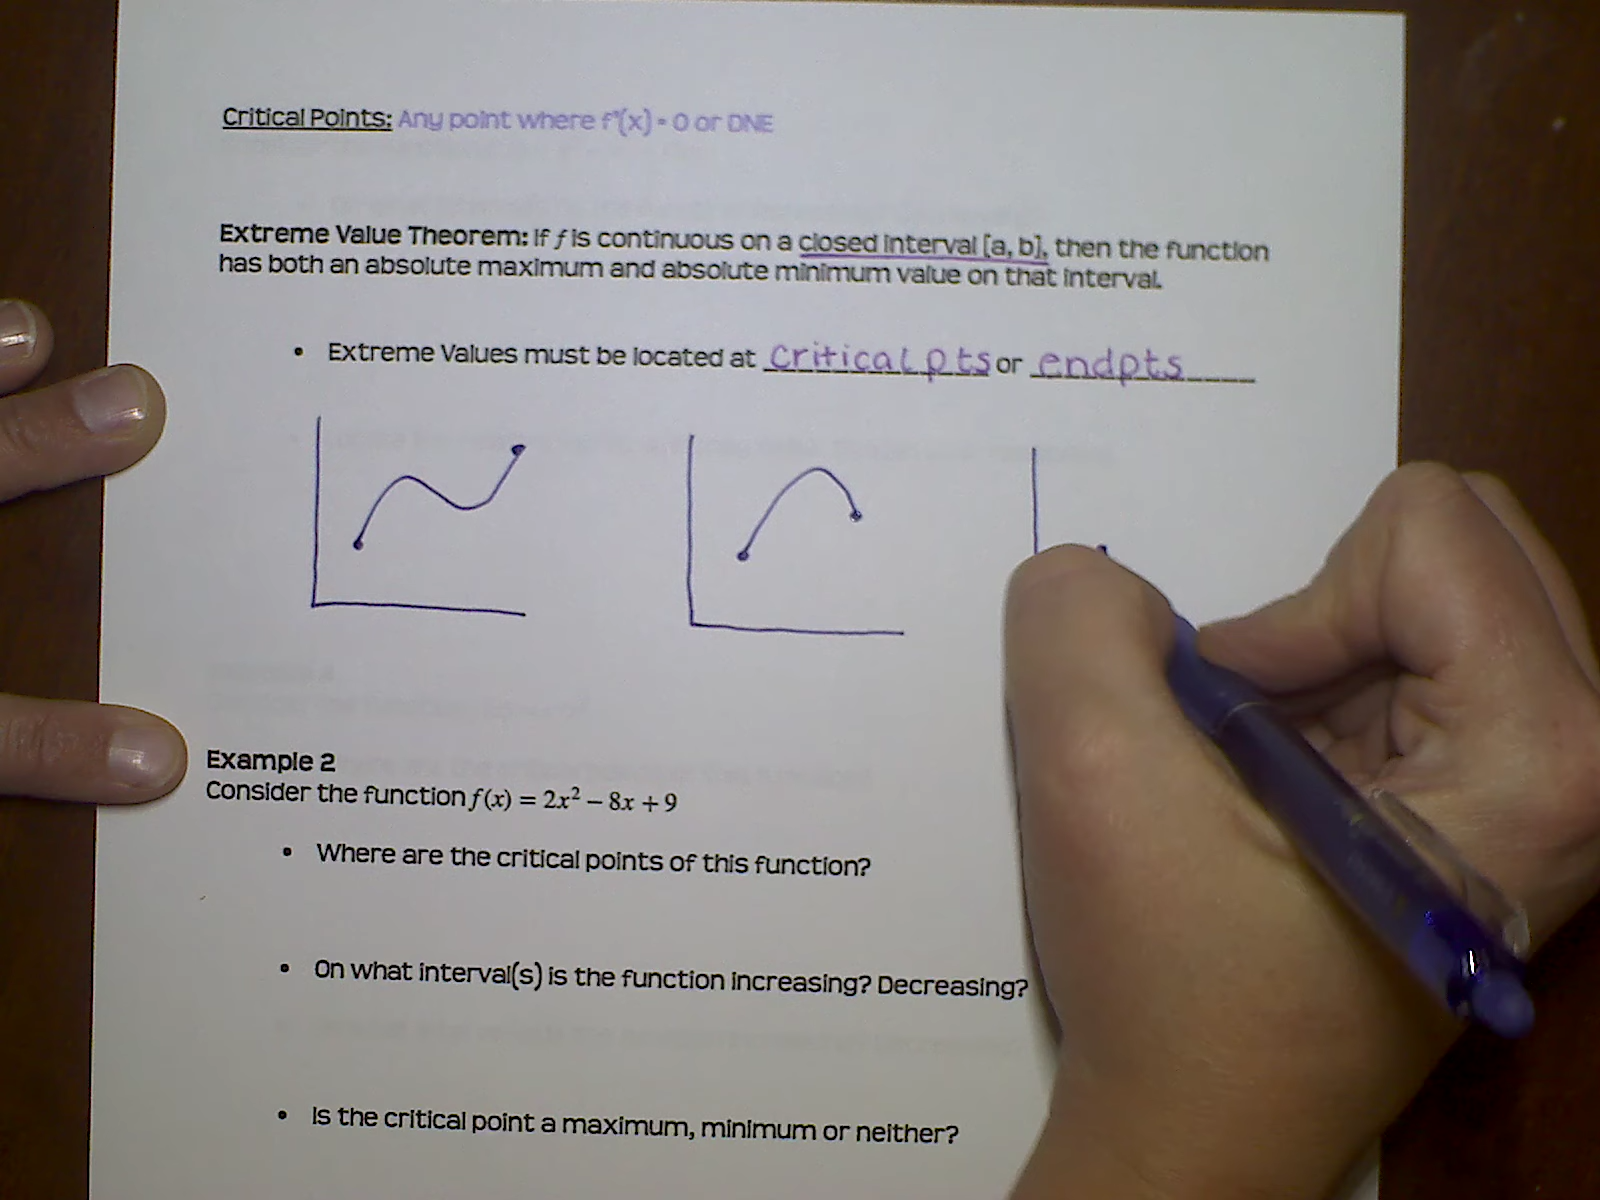 Critical Points: Any point where f'(x) = 0 or DNE
Extreme Value Theorem: If f is continuous on a closed interval [a, b], then the function
has both an absolute maximum and absolute minimum value on that interval.
• Extreme Values must be located at critical pts or endpts
Example 2
Consider the function f(x) = 2x² – 8x + 9
• Where are the critical points of this function?
• On what interval(s) is the function increasing? Decreasing?
• Is the critical point a maximum, minimum or neither?